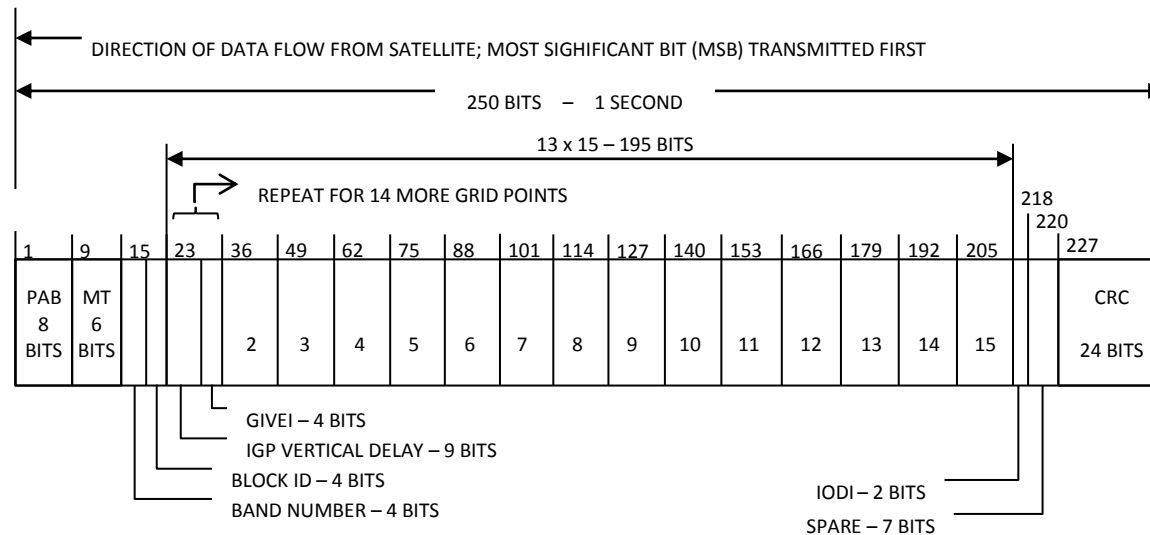 DIRECTION OF DATA FLOW FROM SATELLITE; MOST SIGHIFICANT BIT (MSB) TRANSMITTED FIRST
250 BITS – 1 SECOND
13 x 15 – 195 BITS
REPEAT FOR 14 MORE GRID POINTS
218
220
1 9 15 23 36 49 62 75 88 101 114 127 140 153 166 179 192 205 227
PAB MT CRC
8 6
2 3 4 5 6 7 8 9 10 11 12 13 14 15
BITS BITS 24 BITS
GIVEI – 4 BITS
IGP VERTICAL DELAY – 9 BITS
BLOCK ID – 4 BITS
BAND NUMBER – 4 BITS
IODI – 2 BITS
SPARE – 7 BITS